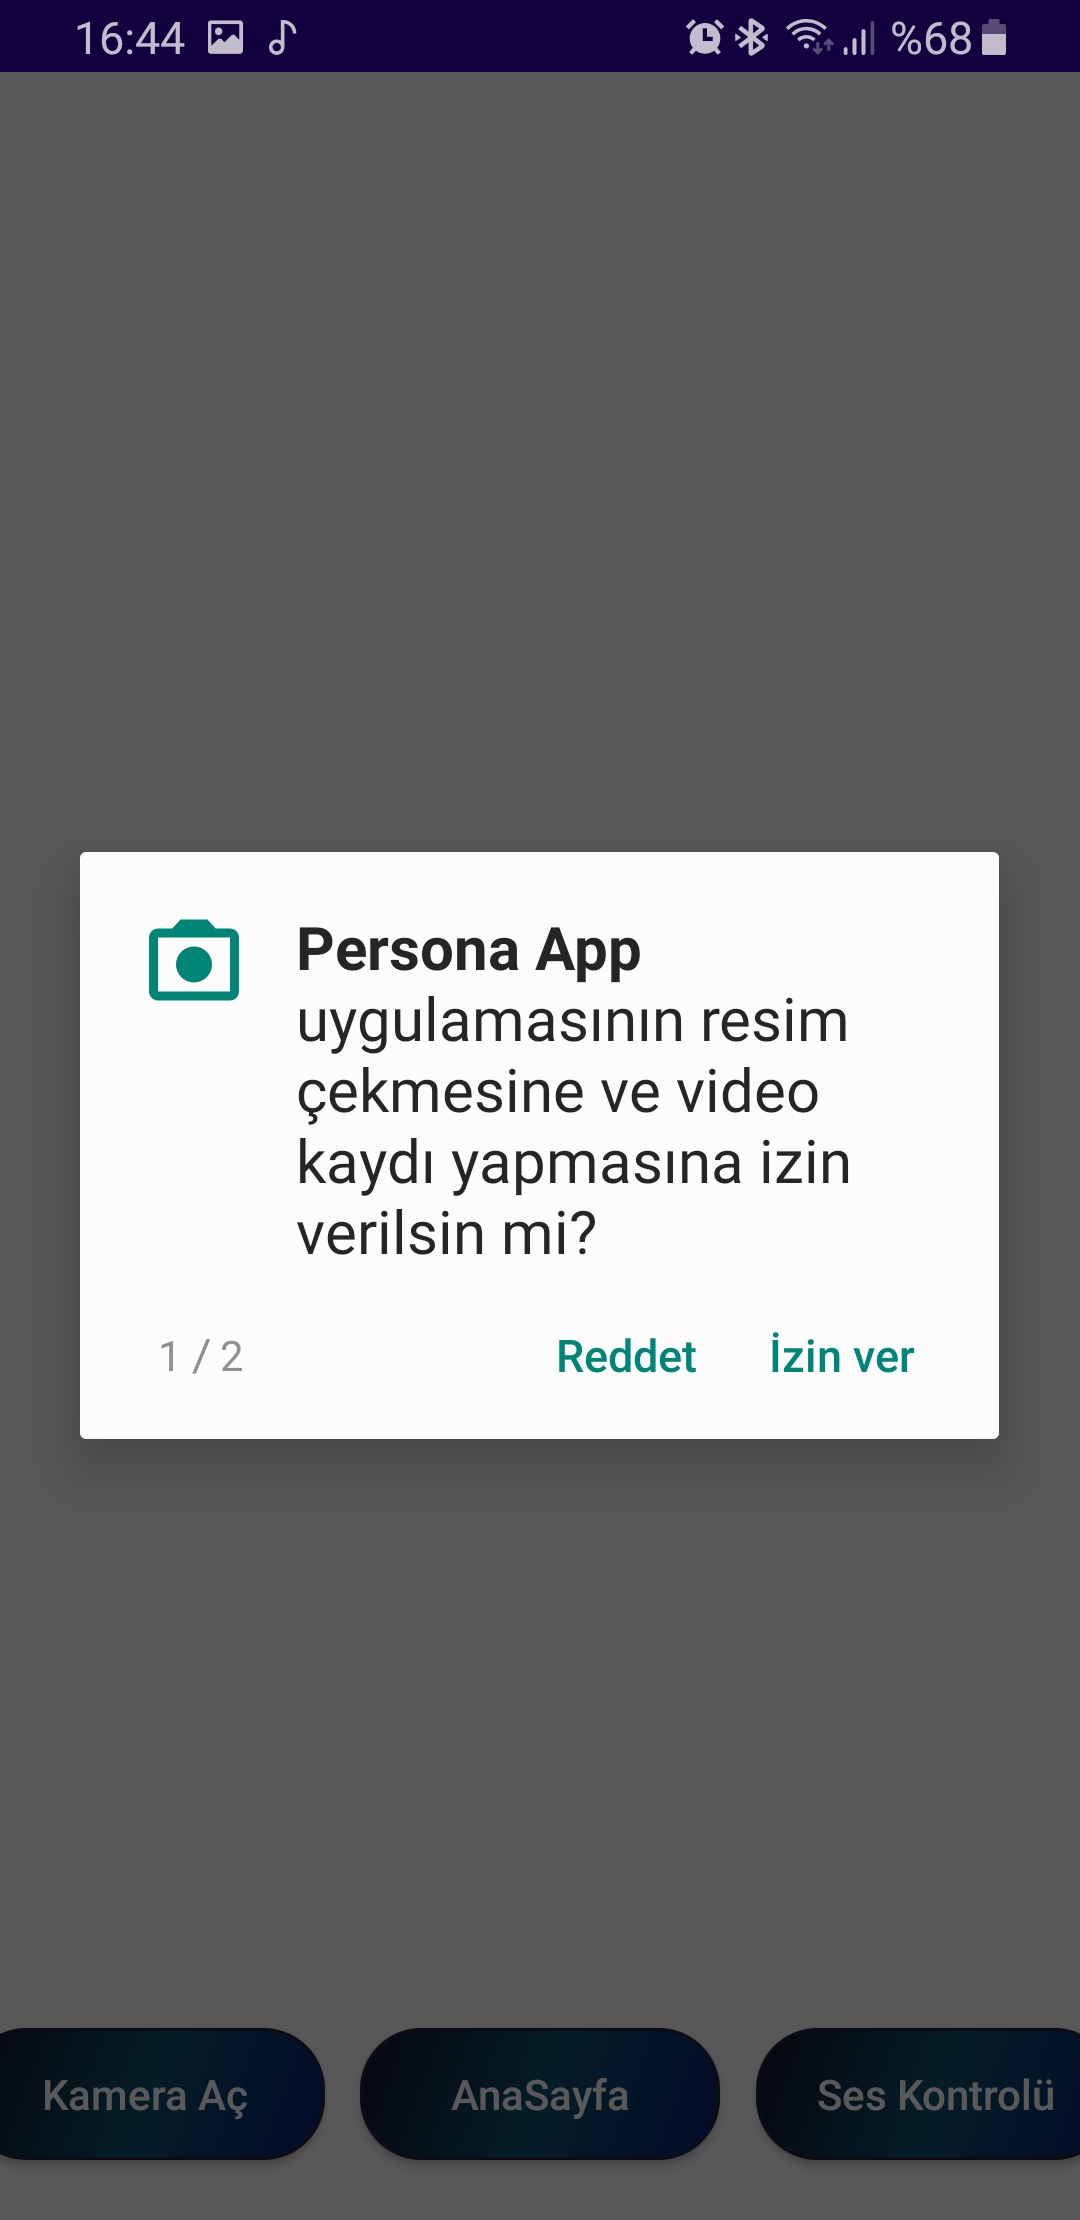 16:44 %68
Persona App
uygulamasının resim
çekmesine ve video
kaydı yapmasına izin
verilsin mi?
1 / 2 Reddet İzin ver
Kamera Aç AnaSayfa Ses Kontrolü